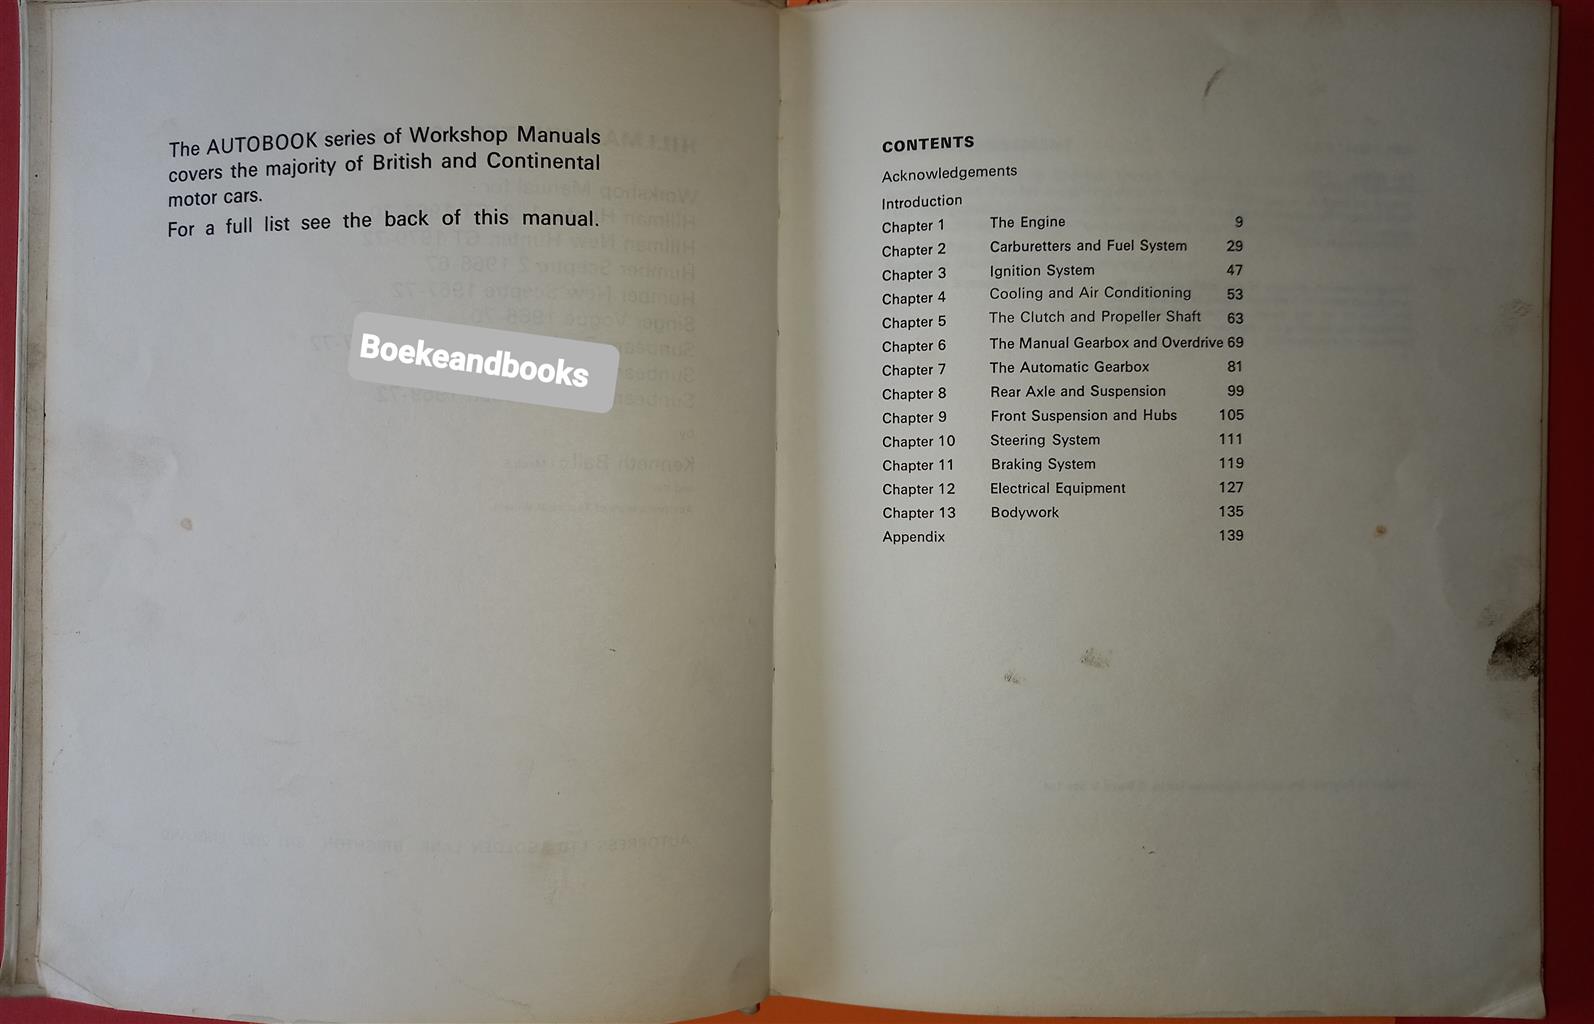 The AUTOBOOK series of Workshop Manuals
covers the majority of British and Continental
motor cars.
For a full list see the back of this manual.
Boekeandbooks
CONTENTS
Acknowledgements
Introduction
Chapter 1 The Engine 9
Chapter 2 Carburetters and Fuel System 29
Chapter 3 Ignition System 47
Chapter 4 Cooling and Air Conditioning 53
Chapter 5 The Clutch and Propeller Shaft 63
Chapter 6 The Manual Gearbox and Overdrive 69
Chapter 7 The Automatic Gearbox 81
Chapter 8 Rear Axle and Suspension 99
Chapter 9 Front Suspension and Hubs 105
Chapter 10 Steering System 111
Chapter 11 Braking System 119
Chapter 12 Electrical Equipment 127
Chapter 13 Bodywork 135
Appendix 139